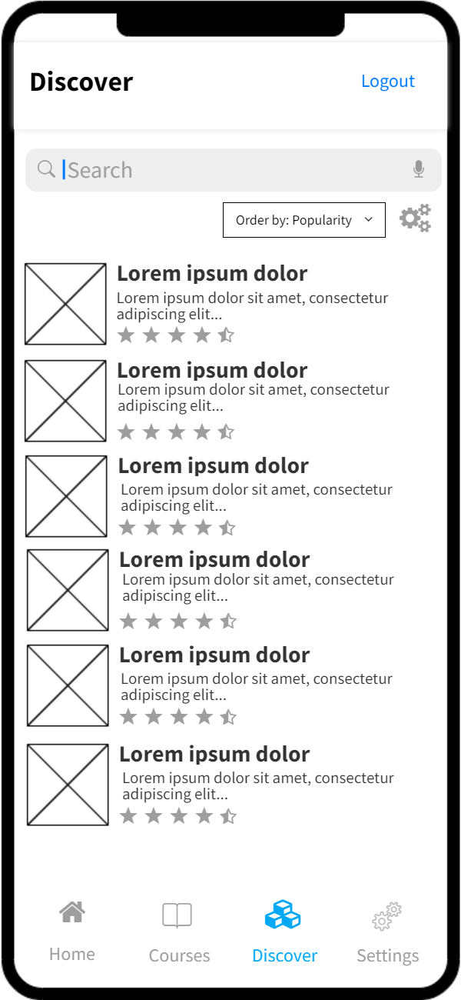 Discover
Logout
Search
Order by: Popularity
Lorem ipsum dolor
Lorem ipsum dolor sit amet, consectetur
adipiscing elit...
Lorem ipsum dolor
Lorem ipsum dolor sit amet, consectetur
adipiscing elit...
Lorem ipsum dolor
Lorem ipsum dolor sit amet, consectetur
adipiscing elit...
Lorem ipsum dolor
Lorem ipsum dolor sit amet, consectetur
adipiscing elit...
Lorem ipsum dolor
Lorem ipsum dolor sit amet, consectetur
adipiscing elit...
Lorem ipsum dolor
Lorem ipsum dolor sit amet, consectetur
adipiscing elit...
Home
Courses
Discover
Settings